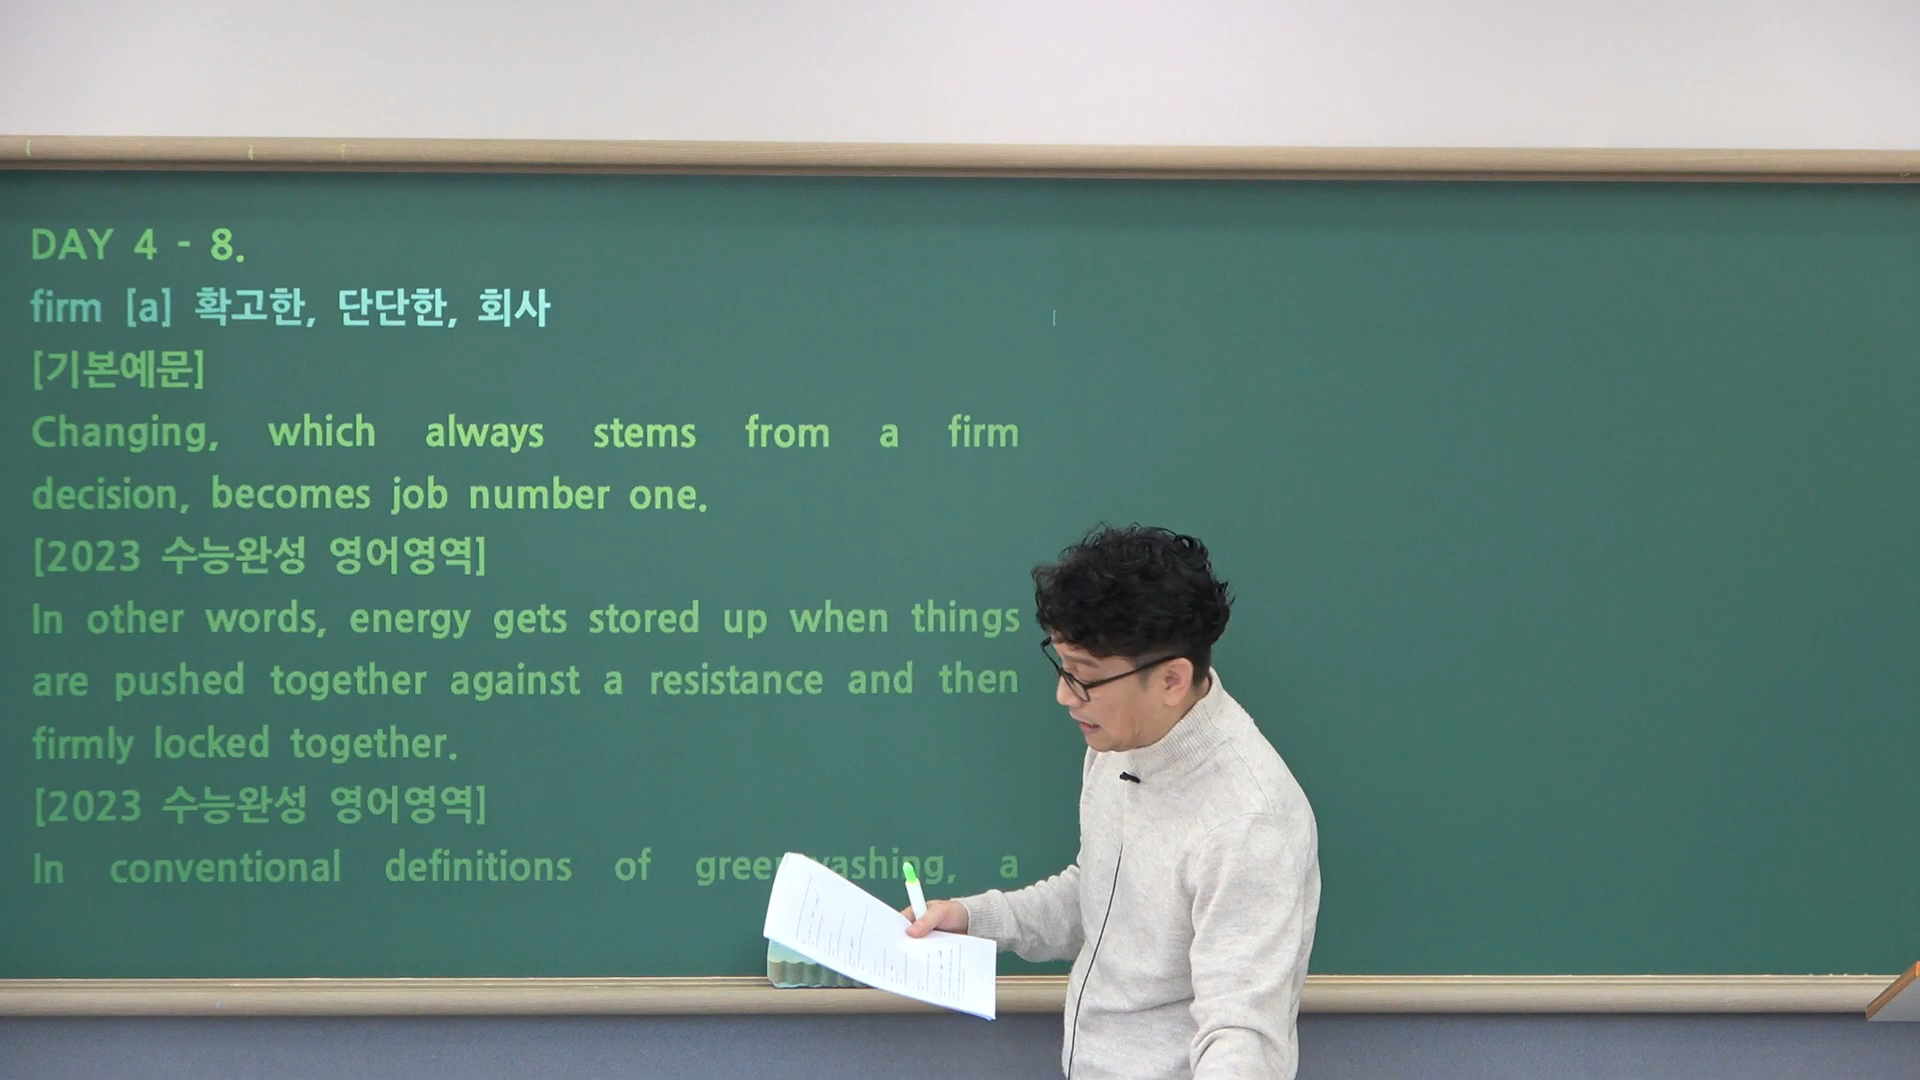 DAY 4 - 8.
firm [a] 확고한, 단단한, 회사
[기본예문]
Changing, which always stems from a firm
decision, becomes job number one.
[2023 수능완성 영어영역]
In other words, energy gets stored up when things
are pushed together against a resistance and then
firmly locked together.
[2023 수능완성 영어영역]
In conventional definitions of greenwashing, a